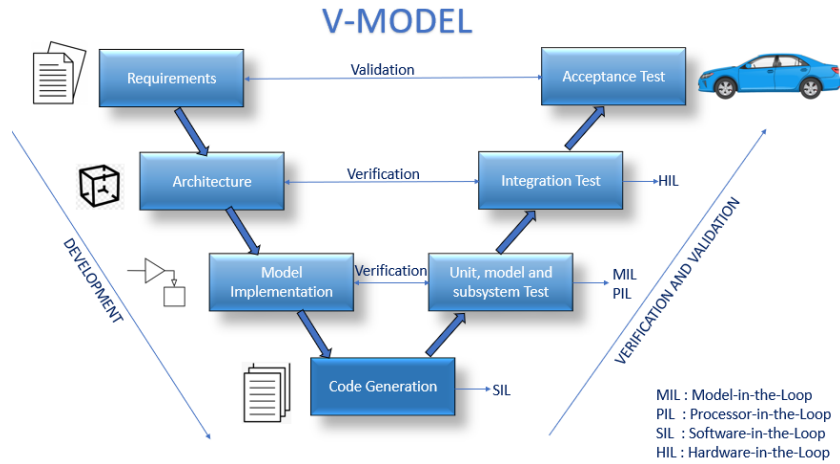 V-MODEL
Requirements
Validation
Acceptance Test
Architecture
Verification
Integration Test
HIL
DEVELOPMENT
Model
Implementation
Verification
Unit, model and
subsystem Test
MIL
PIL
VERIFICATION AND VALIDATION
Code Generation
SIL
MIL : Model-in-the-Loop
PIL : Processor-in-the-Loop
SIL : Software-in-the-Loop
HIL : Hardware-in-the-Loop